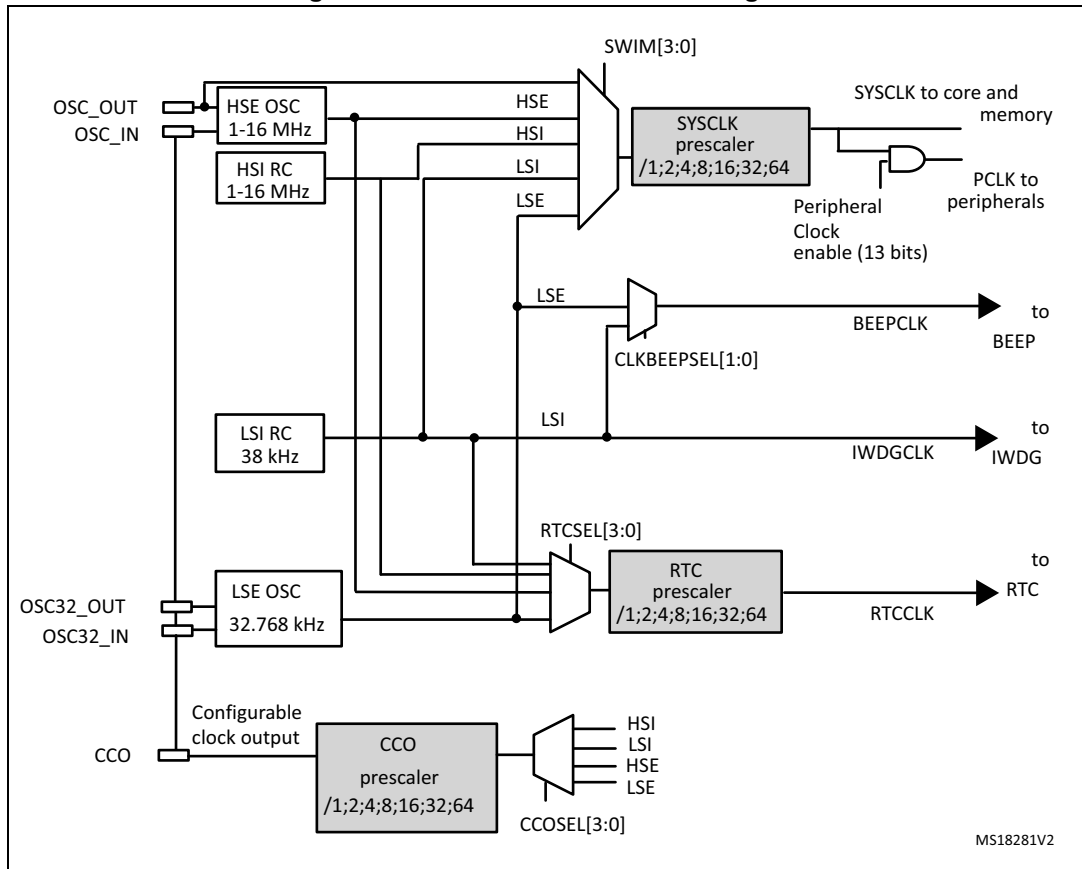 SWIM[3:0]
OSC_OUT
OSC_IN
HSE OSC
1-16 MHz
HSI RC
1-16 MHz
HSE
HSI
LSI
LSE
SYSCLK
prescaler
/1;2;4;8;16;32;64
SYSCLK to core and
memory
PCLK to
peripherals
Peripheral
Clock
enable (13 bits)
LSE
CLKBEEPSEL[1:0]
BEEPCLK
to
BEEP
LSI RC
38 kHz
LSI
IWDGCLK
to
IWDG
RTCSEL[3:0]
OSC32_OUT
OSC32_IN
LSE OSC
32.768 kHz
RTC
prescaler
/1;2;4;8;16;32;64
RTCCLK
to
RTC
CCO
Configurable
clock output
CCO
prescaler
/1;2;4;8;16;32;64
HSI
LSI
HSE
LSE
CCOSEL[3:0]
MS18281V2